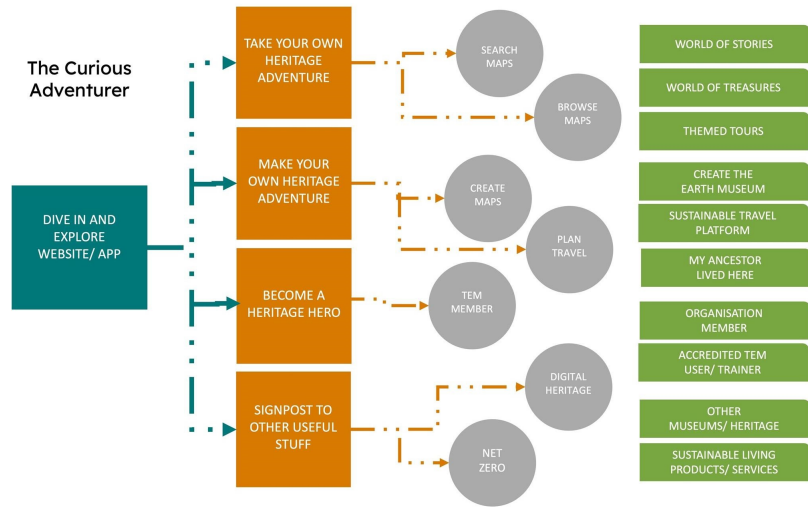 The Curious
Adventurer
DIVE IN AND
EXPLORE
WEBSITE/ APP
TAKE YOUR OWN
HERITAGE
ADVENTURE
MAKE YOUR
OWN HERITAGE
ADVENTURE
BECOME A
HERITAGE HERO
SIGNPOST TO
OTHER USEFUL
STUFF
SEARCH
MAPS
BROWSE
MAPS
CREATE
MAPS
PLAN
TRAVEL
TEM
MEMBER
DIGITAL
HERITAGE
NET
ZERO
WORLD OF STORIES
WORLD OF TREASURES
THEMED TOURS
CREATE THE
EARTH MUSEUM
SUSTAINABLE TRAVEL
PLATFORM
MY ANCESTOR
LIVED HERE
ORGANISATION
MEMBER
ACCREDITED TEM
USER/ TRAINER
OTHER
MUSEUMS/ HERITAGE
SUSTAINABLE LIVING
PRODUCTS/ SERVICES